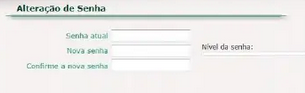 Alteração de Senha
Senha atual
Nova senha
Nível da senha:
Confirme a nova senha